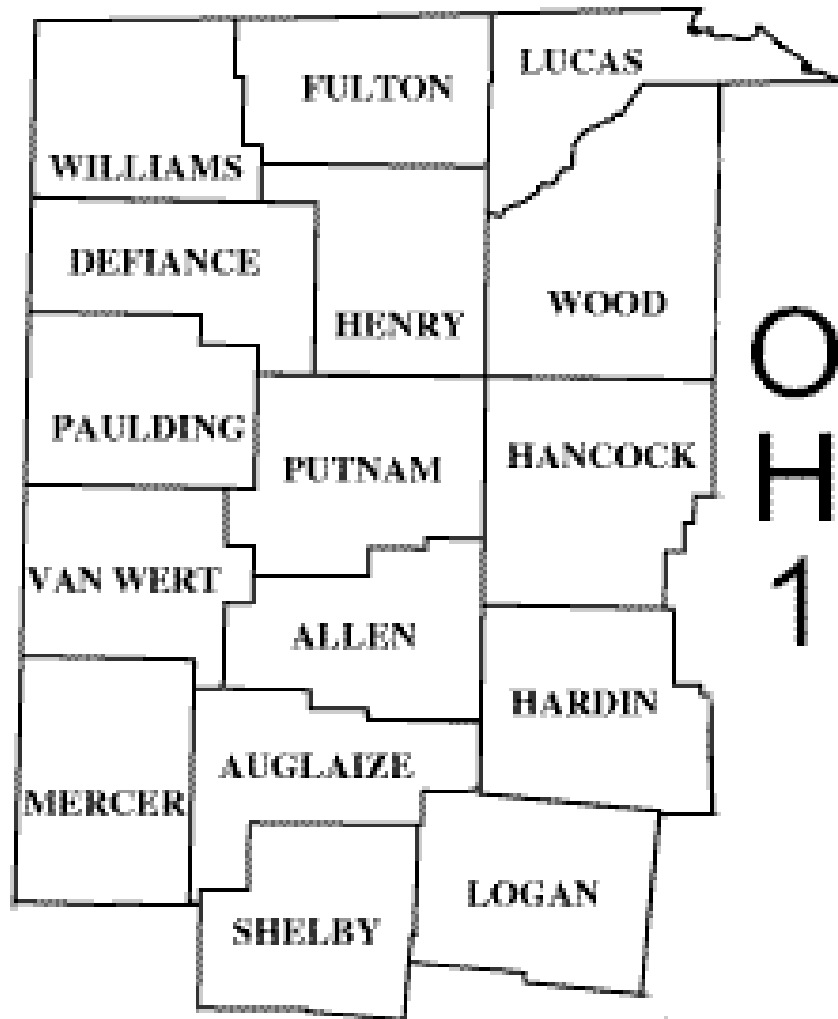 LUCAS
FULTON
WILLIAMS
DEFIANCE
HENRY
WOOD
PAULDING
PUTNAM
HANCOCK
VAN WERT
ALLEN
HARDIN
AUGLAIZE
MERCER
LOGAN
SHELBY
O
H
1